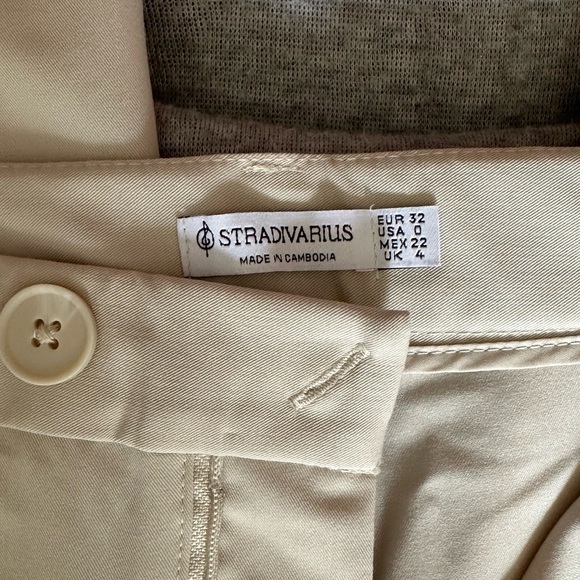 STRADIVARIUS
MADE IN CAMBODIA
EUR 32
USA 0
MEX 22
UK 4